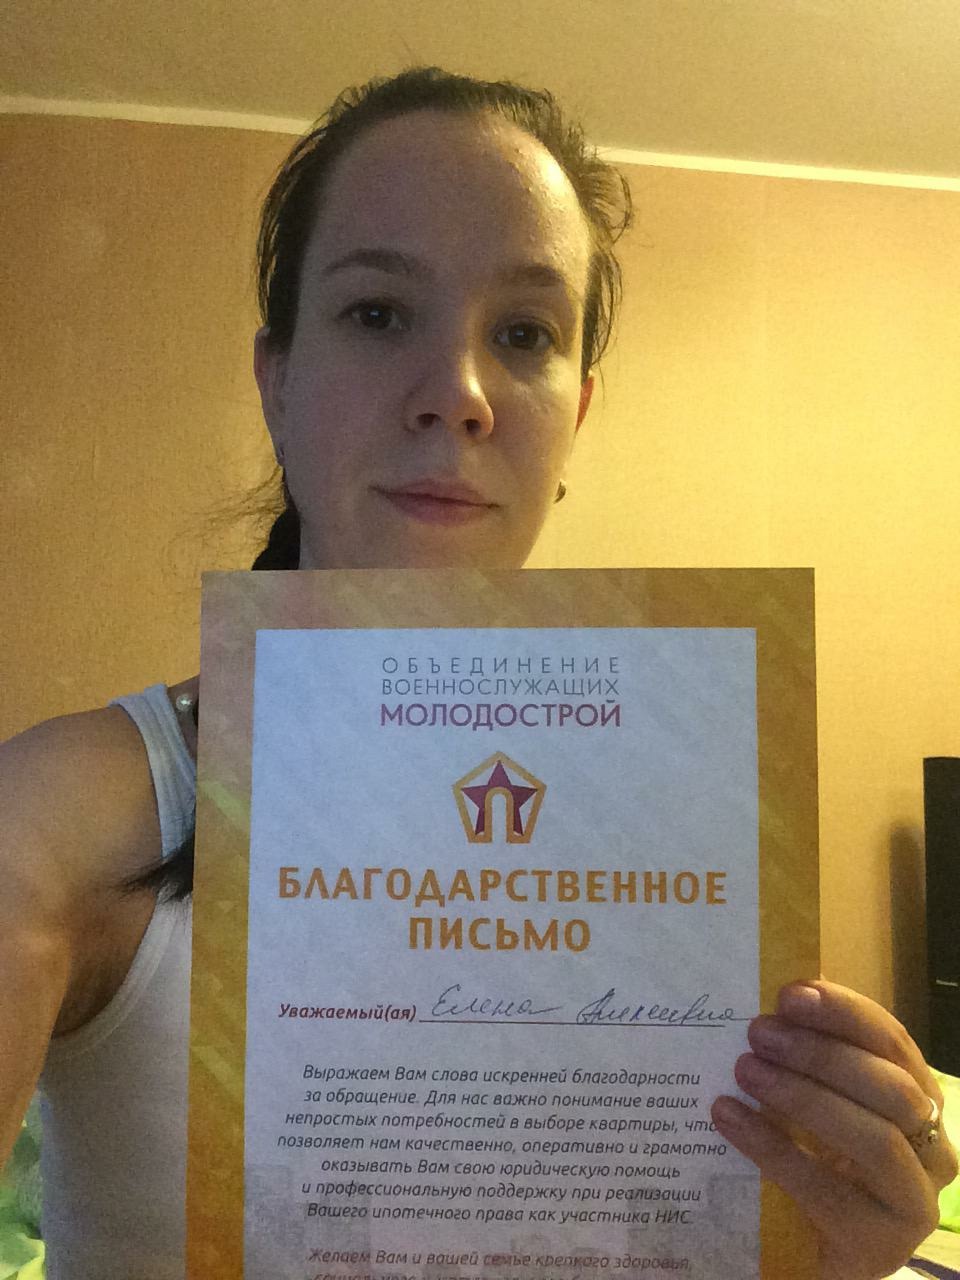 ОБЪЕДИНЕНИЕ
ВОЕННОСЛУЖАЩИХ
МОЛОДОСТРОЙ
БЛАГОДАРСТВЕННОЕ
ПИСЬМО
Уважаемый(ая) Елена
Выражаем Вам слова искренней благодарности
за обращение. Для нас важно понимание ваших
непростых потребностей в выборе квартиры, что
позволяет нам качественно, оперативно и грамотно
оказывать Вам свою юридическую помощь
и профессиональную поддержку при реализации
Вашего ипотечного права как участника НИС.
Желаем Вам и вашей семье крепкого здоровья,